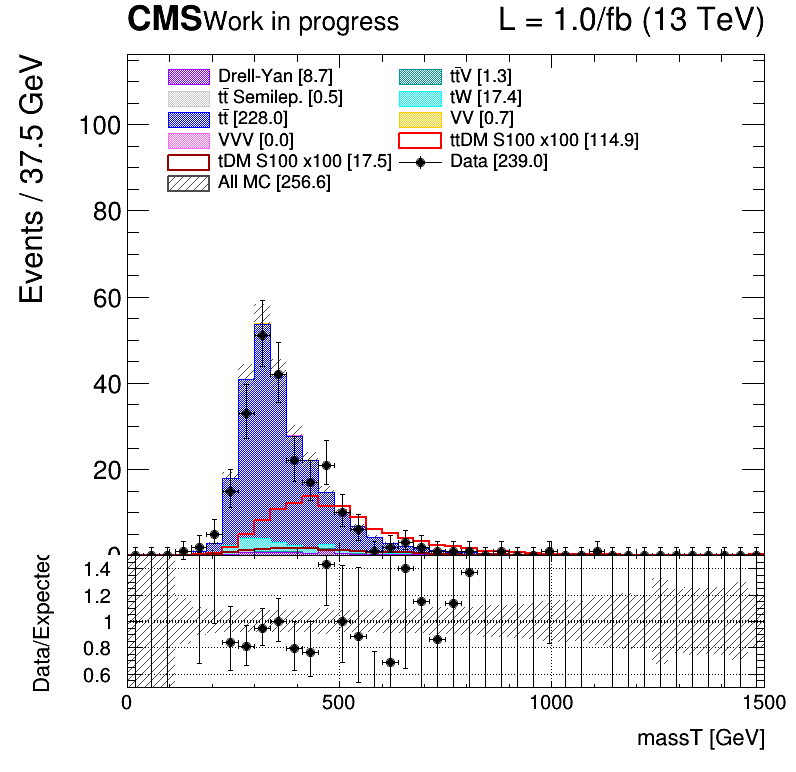 CMS Work in progress L = 1.0/fb (13 TeV)
Events / 37.5 GeV
Drell-Yan [8.7]
tt̄V [1.3]
tt̄ Semilep. [0.5]
tW [17.4]
tt̄ [228.0]
VV [0.7]
VVV [0.0]
ttDM S100 x100 [114.9]
tDM S100 x100 [17.5]
Data [239.0]
All MC [256.6]
100
80
60
40
20
0
Data/Expected
1.4
1.2
1
0.8
0.6
0 500 1000 1500
massT [GeV]